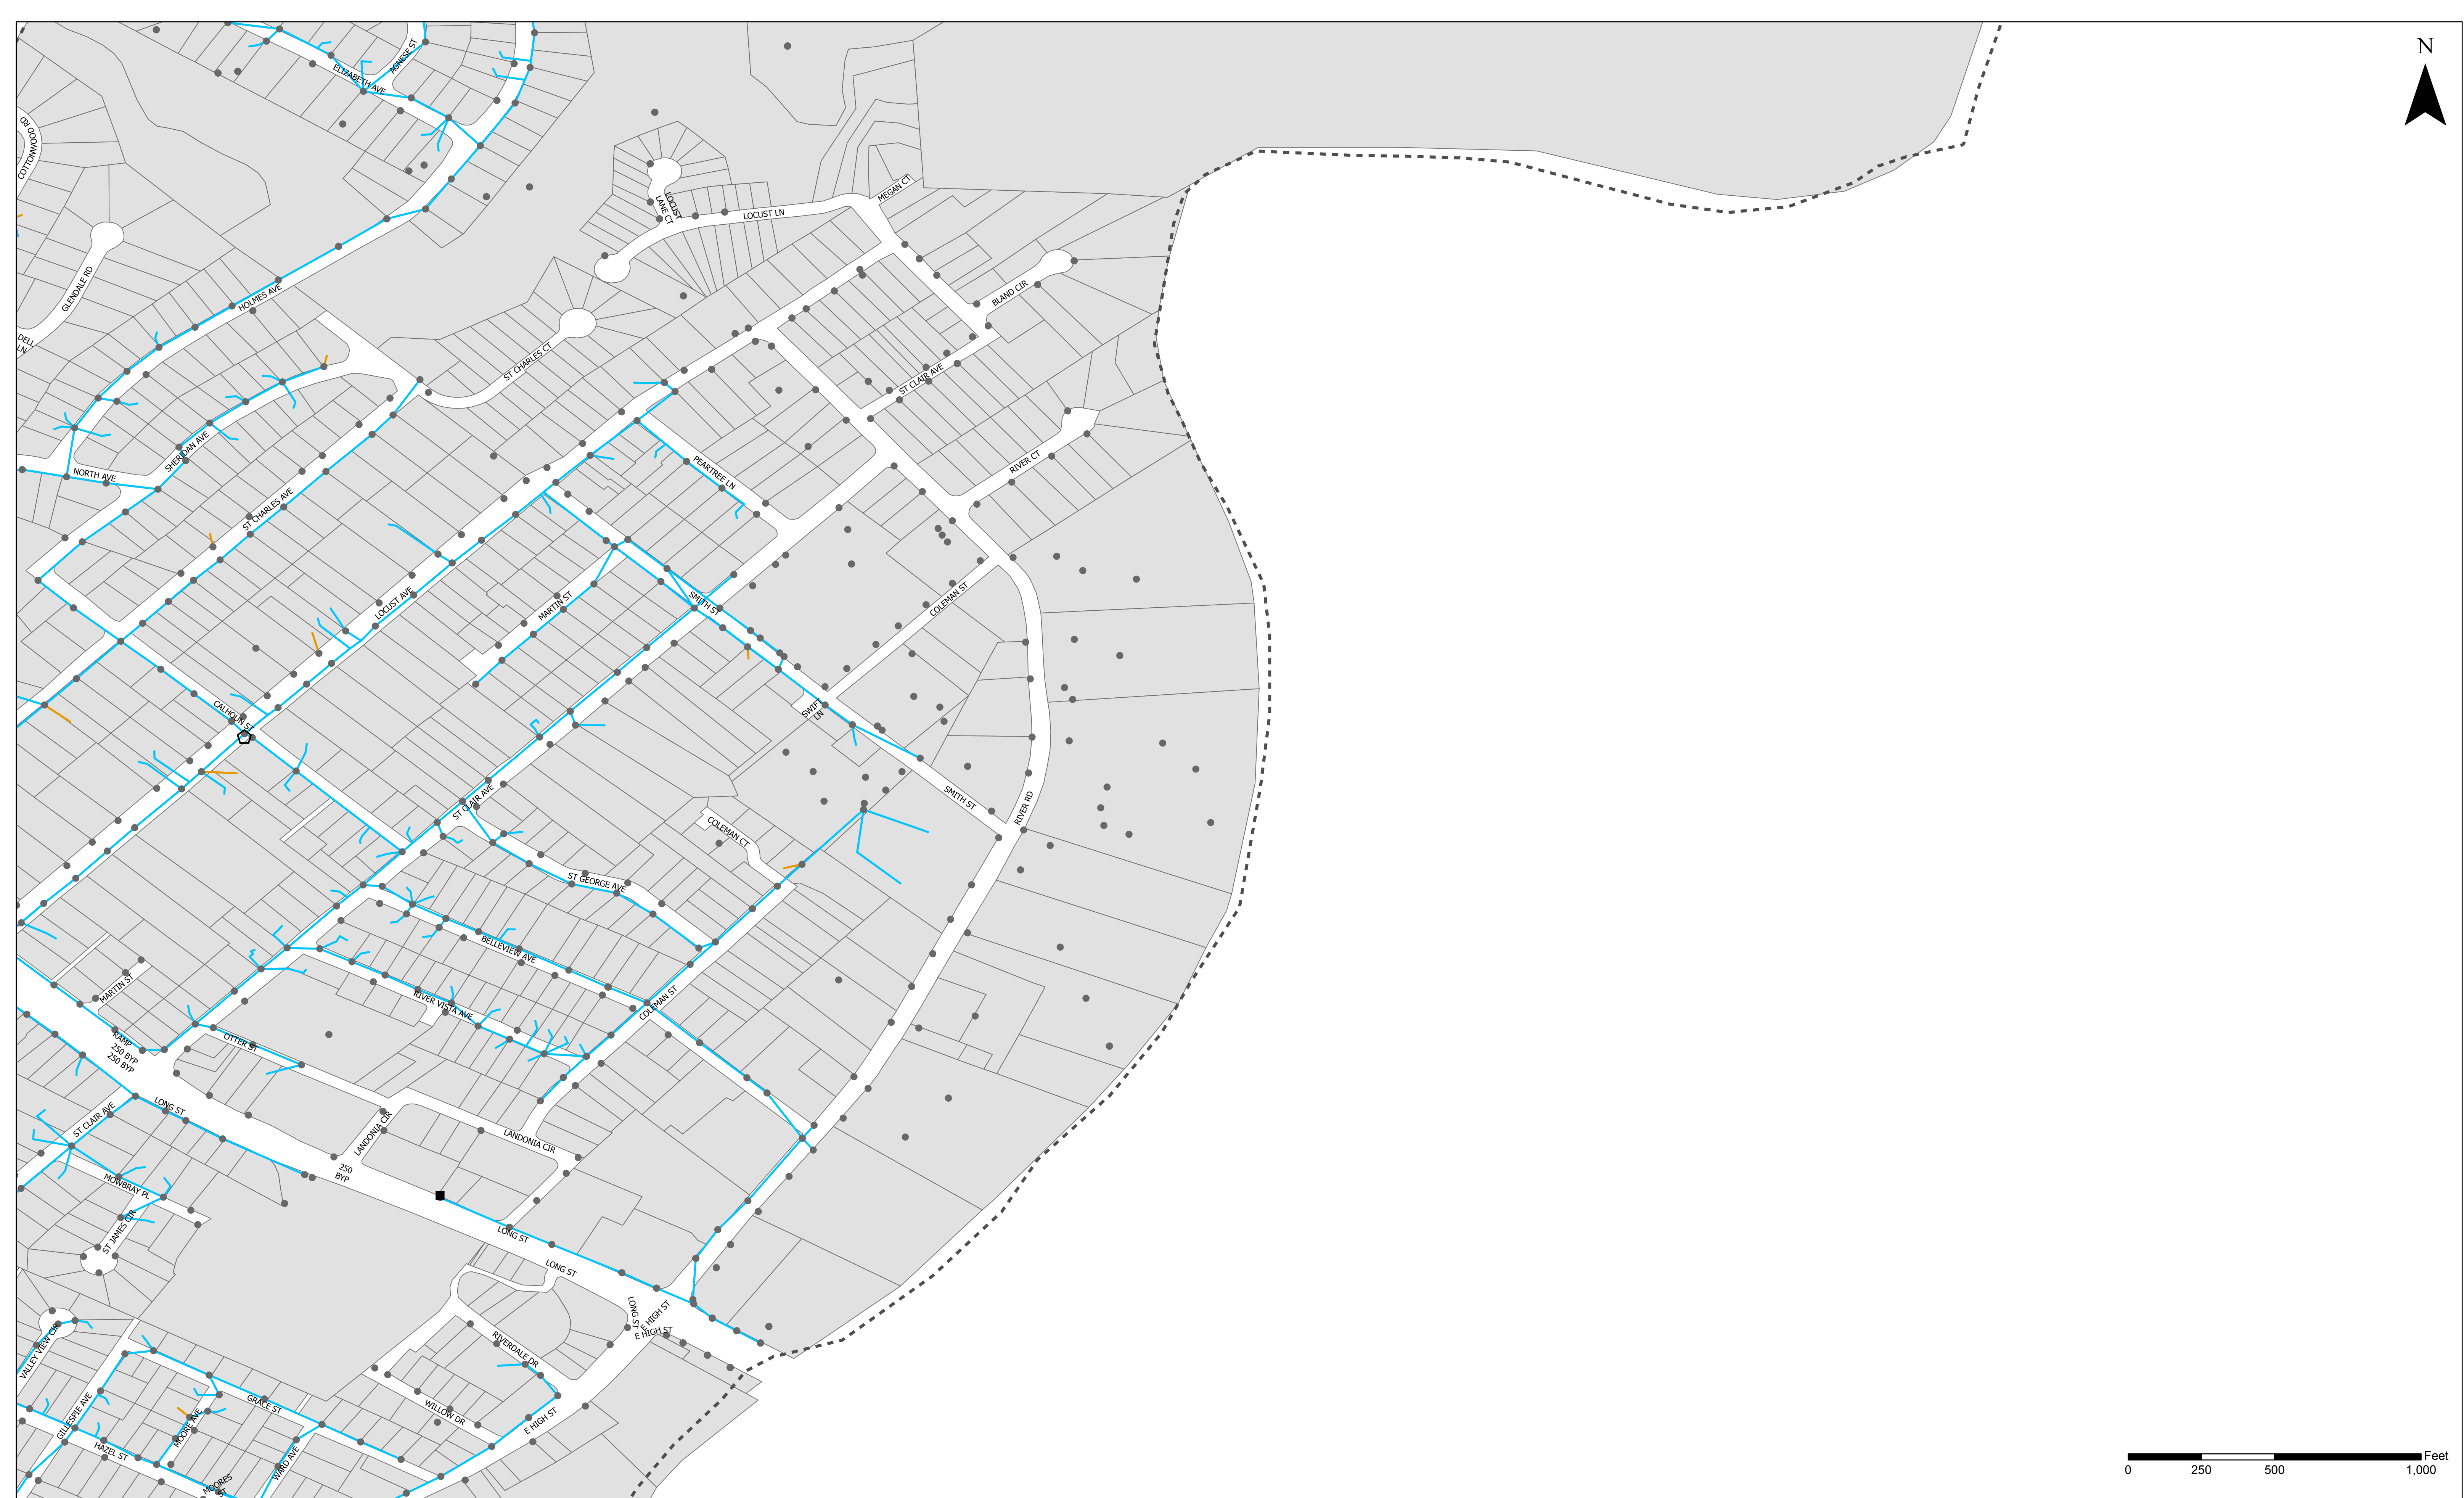 N
ELIZABETH AVE
AGNESE ST
COTTONWOOD RD
LOCUST
LANE CT
LOCUST LN
MEGAN CT
GLENDALE RD
HOLMES AVE
BLAND CIR
DELL
LN
ST CHARLES CT
ST CLAIR AVE
SHERIDAN AVE
NORTH AVE
PEARTREE LN
RIVER CT
ST CHARLES AVE
LOCUST AVE
MARTIN ST
SMITH ST
COLEMAN ST
SWIFT
LN
CALHOUN ST
ST CLAIR AVE
SMITH ST
RIVER RD
COLEMAN CT
ST GEORGE AVE
BELLEVIEW AVE
MARTIN ST
RIVER VISTA AVE
COLEMAN ST
RAMP
250 BYP
250 BYP
OTTER ST
LONG ST
ST CLAIR AVE
LANDONIA CIR
LANDONIA CIR
250
BYP
MOWBRAY PL
ST JAMES CIR
LONG ST
LONG ST
LONG ST
E HIGH ST
E HIGH ST
VALLEY VIEW CIR
RIVERDALE DR
GILLESPIE AVE
GRACE ST
WILLOW DR
E HIGH ST
MOORE AVE
HAZEL ST
WARD AVE
MOORES
ST
Feet
0 250 500 1,000